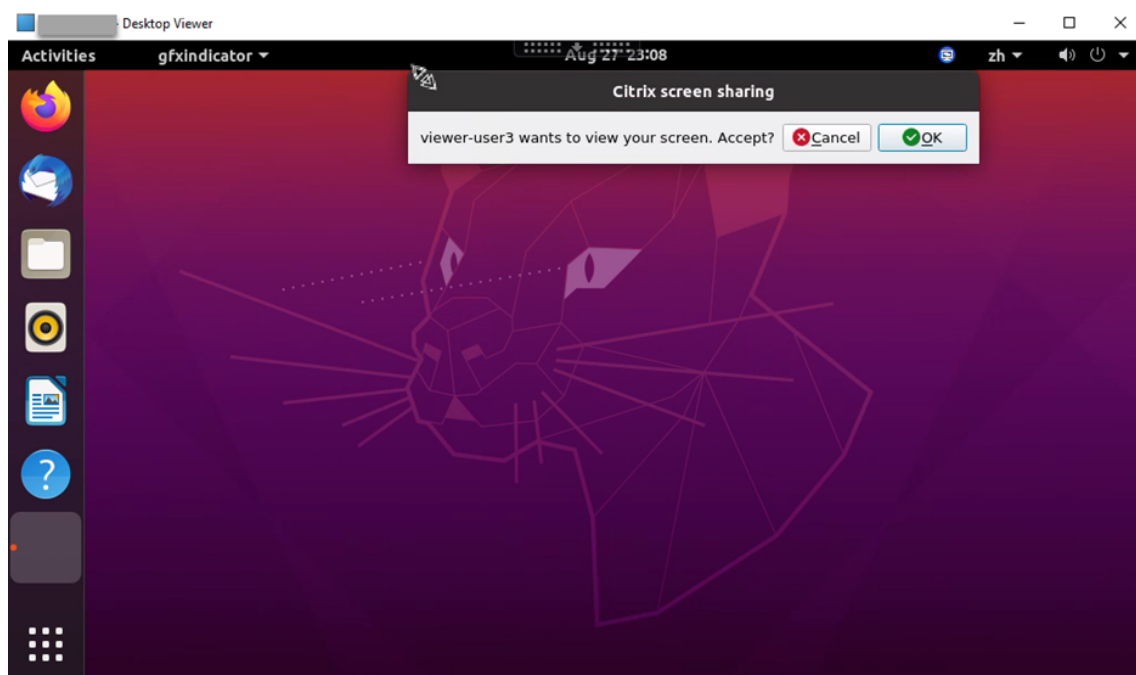 Desktop Viewer
Activities gfxindicator Aug 27 23:08 zh
Citrix screen sharing
viewer-user3 wants to view your screen. Accept? Cancel OK
?